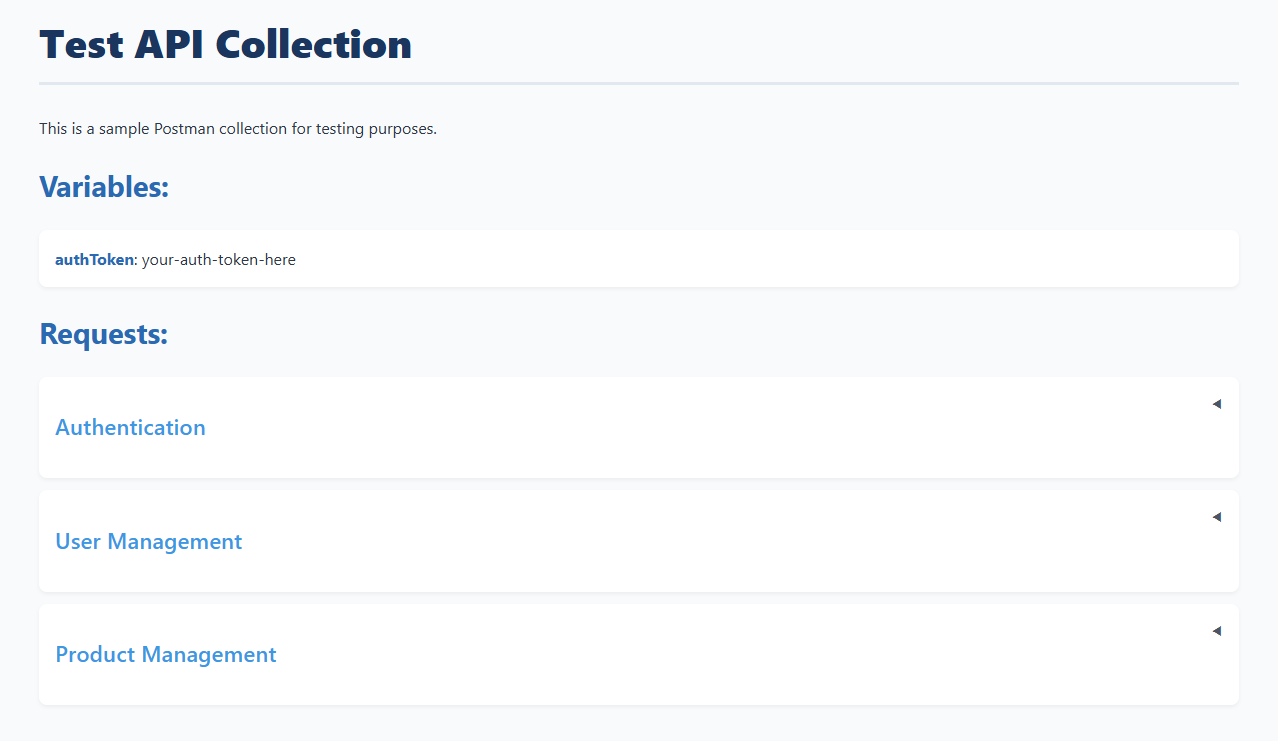 Test API Collection
This is a sample Postman collection for testing purposes.
Variables:
authToken: your-auth-token-here
Requests:
Authentication
User Management
Product Management